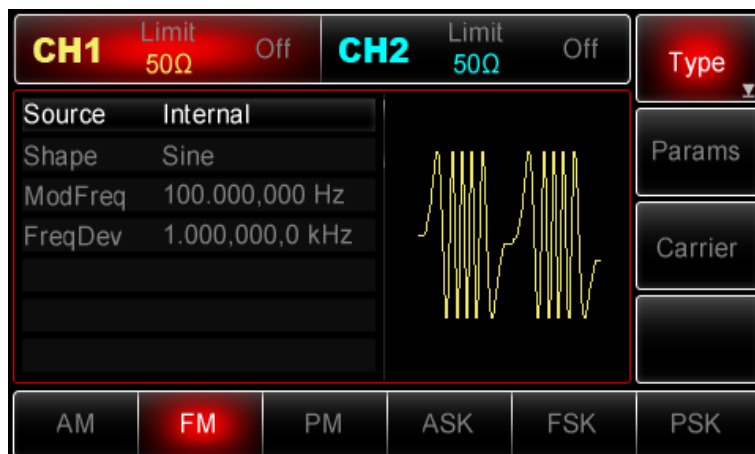 CH1 Limit 50Ω Off
CH2 Limit 50Ω Off
Type
Source Internal
Shape Sine
ModFreq 100.000,000 Hz
FreqDev 1.000,000,0 kHz
Params
Carrier
AM FM PM ASK FSK PSK